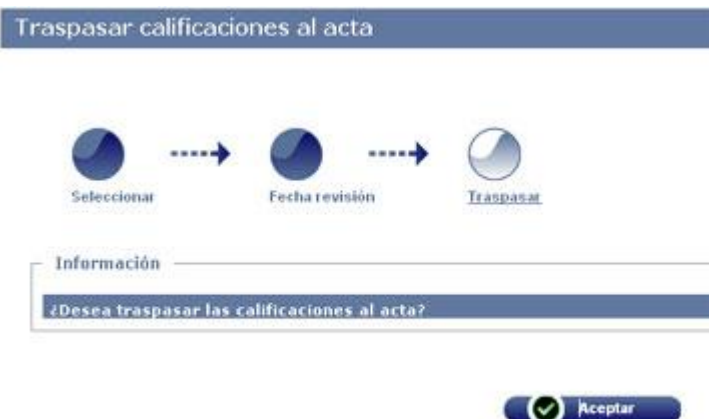 Traspasar calificaciones al acta
Seleccionar
Fecha revisión
Traspasar
Información
¿Desea traspasar las calificaciones al acta?
Aceptar